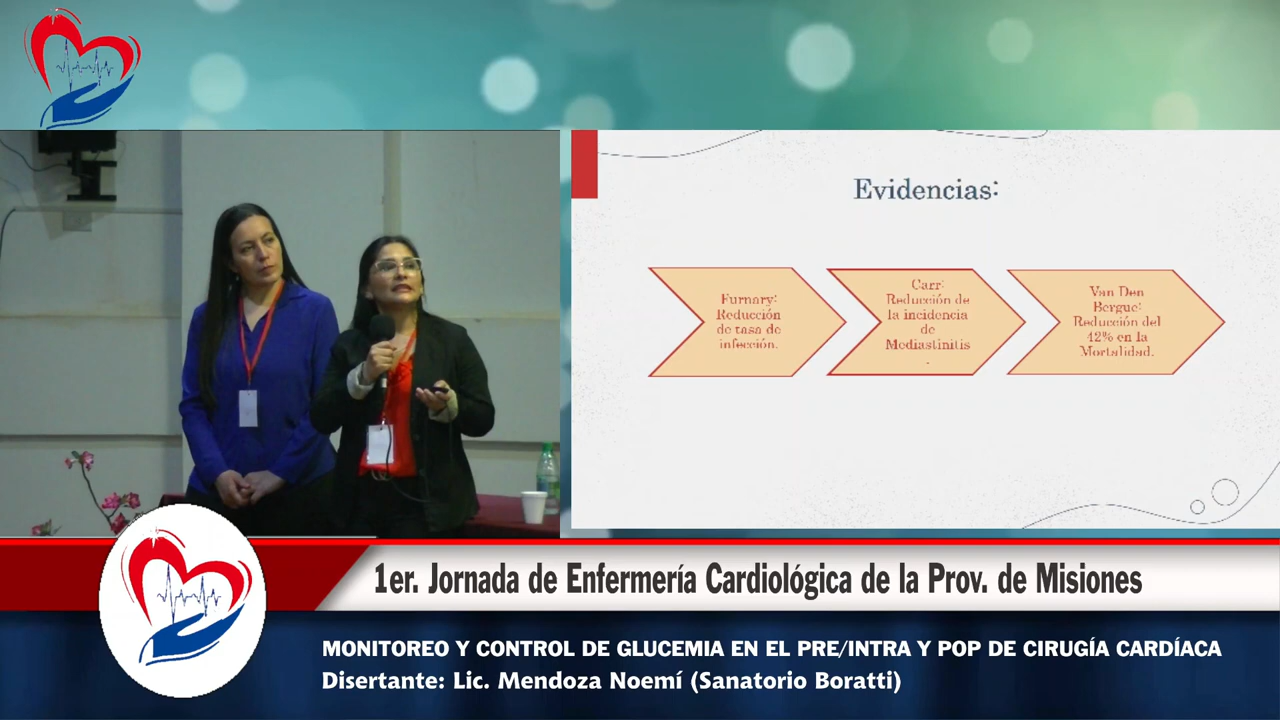 Evidencias:
Furnary:
Reducción
de tasa de
infección.
Carr:
Reducción de
la incidencia
de
Mediastinitis
.
Van Den
Bergue:
Reducción del
42% en la
Mortalidad.
1er. Jornada de Enfermería Cardiológica de la Prov. de Misiones
MONITOREO Y CONTROL DE GLUCEMIA EN EL PRE/INTRA Y POP DE CIRUGÍA CARDÍACA
Disertante: Lic. Mendoza Noemí (Sanatorio Boratti)